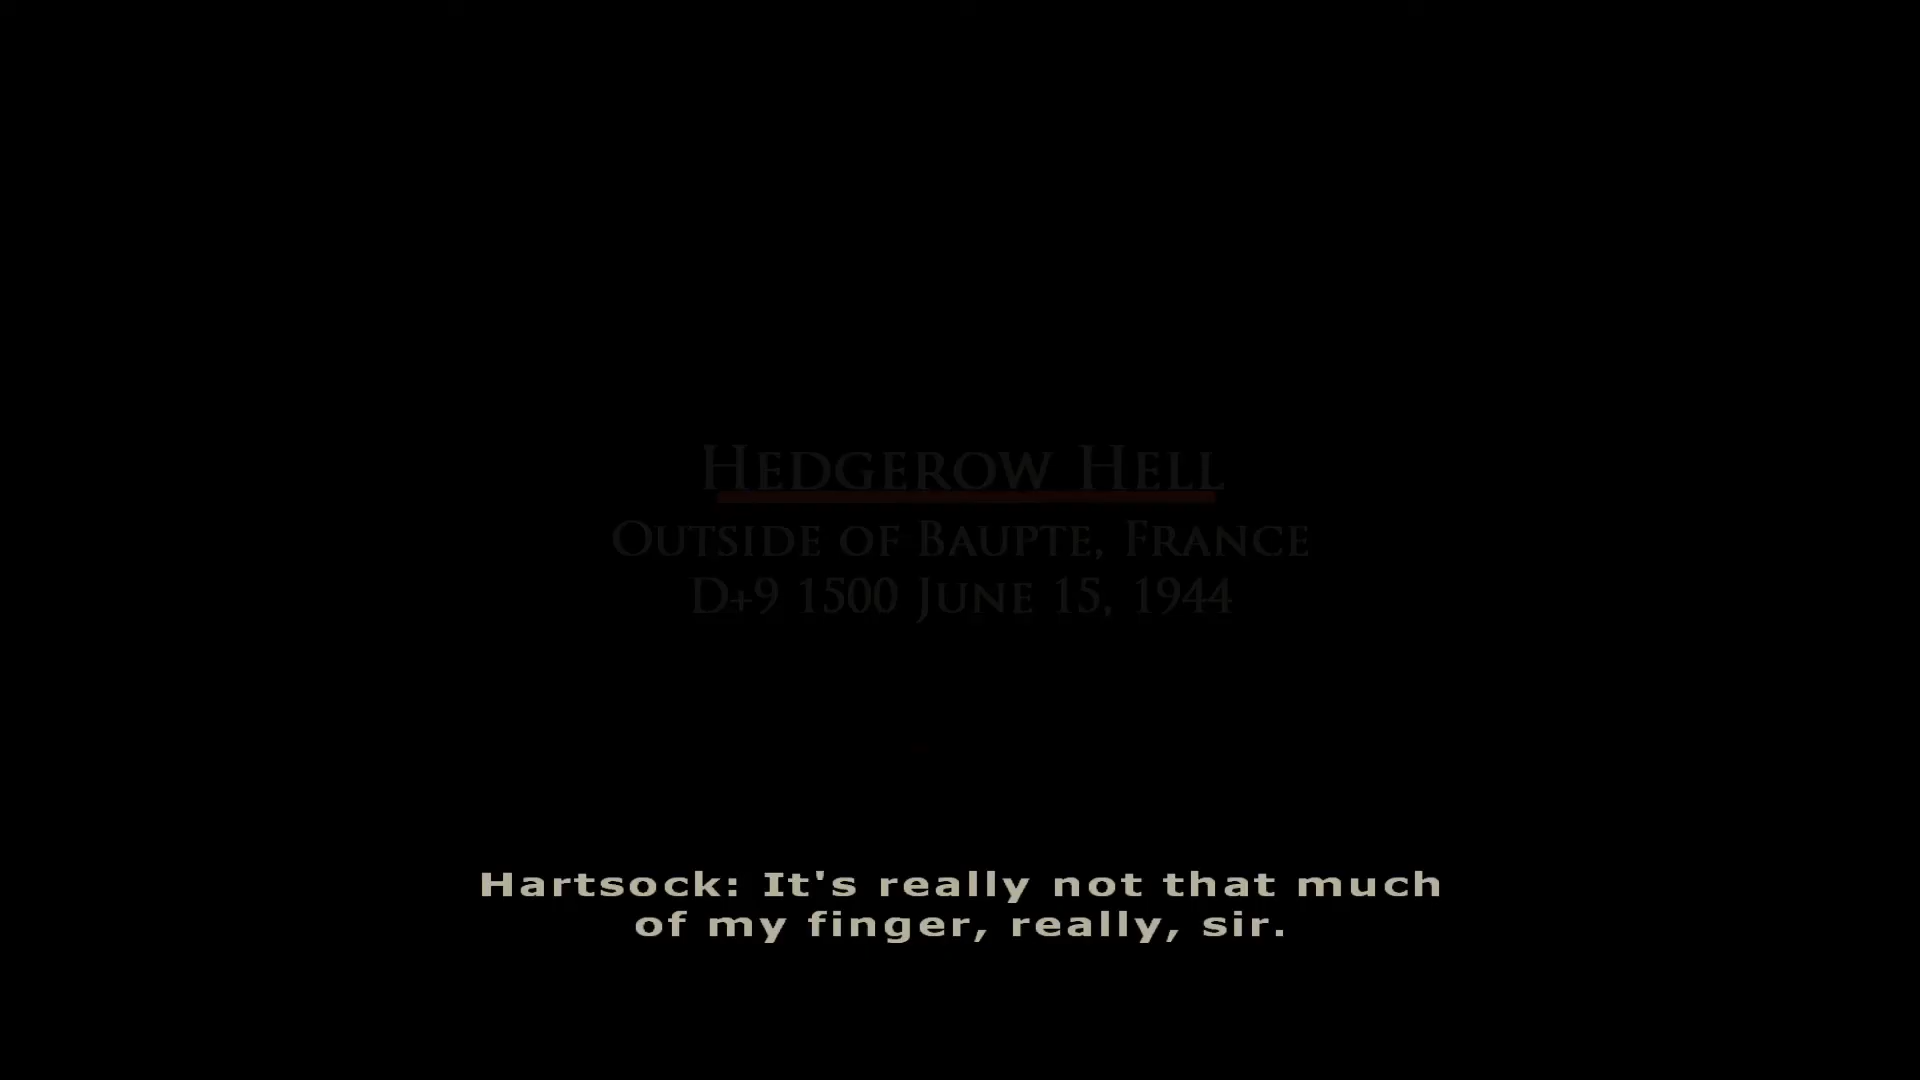 Hedgerow Hell
Outside of Baupte, France
D+9 1500 June 15, 1944
Hartsock: It's really not that much
of my finger, really, sir.